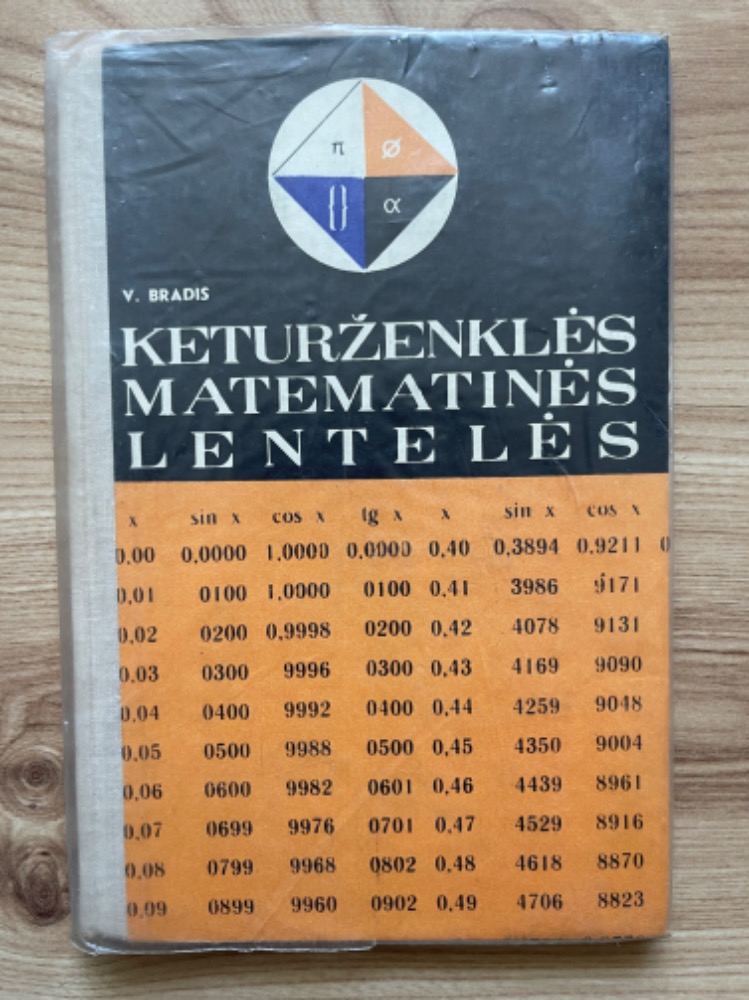 π ø
{} α
V. BRADIS
KETURŽENKLĖS
MATEMATINĖS
LENTELĖS
x sin x cos x tg x x sin x cos x
0.00 0,0000 1,0000 0,0000 0,40 0,3894 0.9211 0
0,01 0100 1,0000 0100 0,41 3986 9171
0,02 0200 0,9998 0200 0,42 4078 9131
0.03 0300 9996 0300 0,43 4169 9090
0,04 0400 9992 0400 0,44 4259 9048
0,05 0500 9988 0500 0,45 4350 9004
0,06 0600 9982 0601 0,46 4439 8961
0,07 0699 9976 0701 0,47 4529 8916
0,08 0799 9968 0802 0,48 4618 8870
0,09 0899 9960 0902 0,49 4706 8823